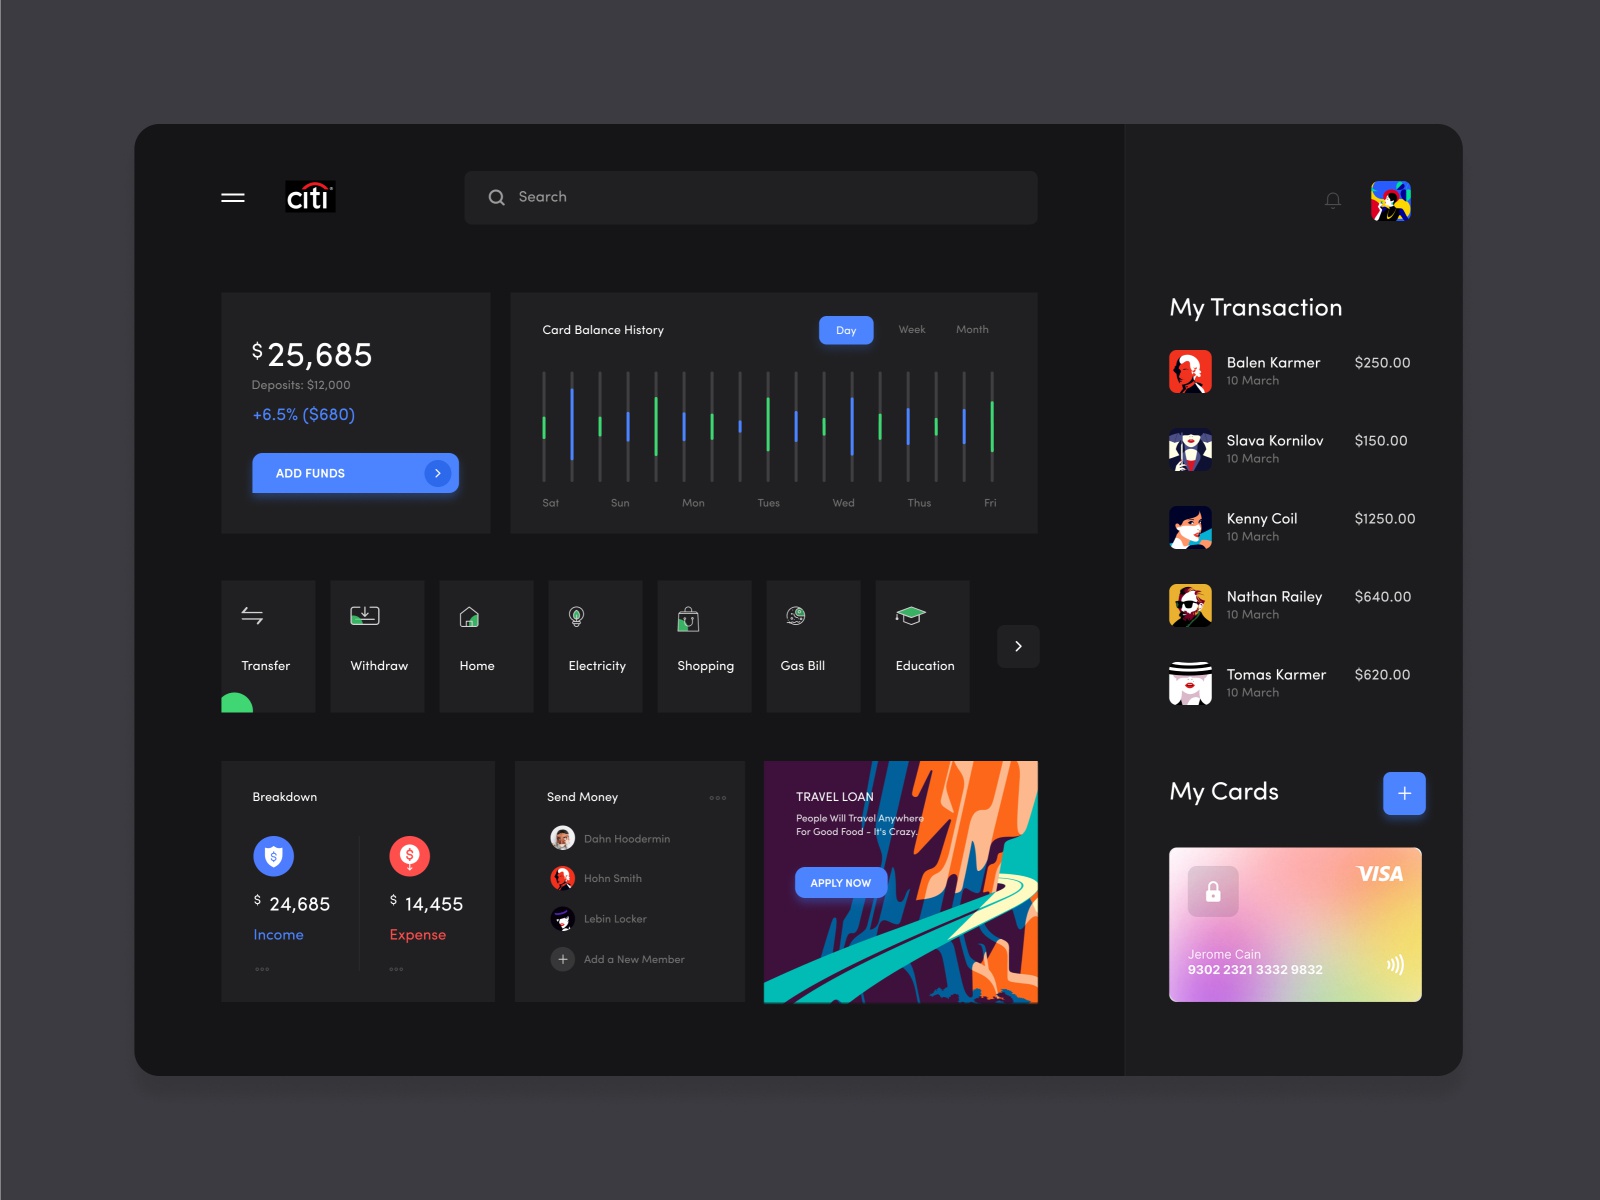 citi
Search
$ 25,685
Deposits: $12,000
+6.5% ($680)
ADD FUNDS
Card Balance History
Day Week Month
Sat Sun Mon Tues Wed Thus Fri
Transfer
Withdraw
Home
Electricity
Shopping
Gas Bill
Education
Breakdown
$ 24,685
Income
$ 14,455
Expense
Send Money
Dahn Hoodermin
Hohn Smith
Lebin Locker
Add a New Member
TRAVEL LOAN
People Will Travel Anywhere
For Good Food - It's Crazy.
APPLY NOW
My Transaction
Balen Karmer $250.00
10 March
Slava Kornilov $150.00
10 March
Kenny Coil $1250.00
10 March
Nathan Railey $640.00
10 March
Tomas Karmer $620.00
10 March
My Cards
VISA
Jerome Cain
9302 2321 3332 9832